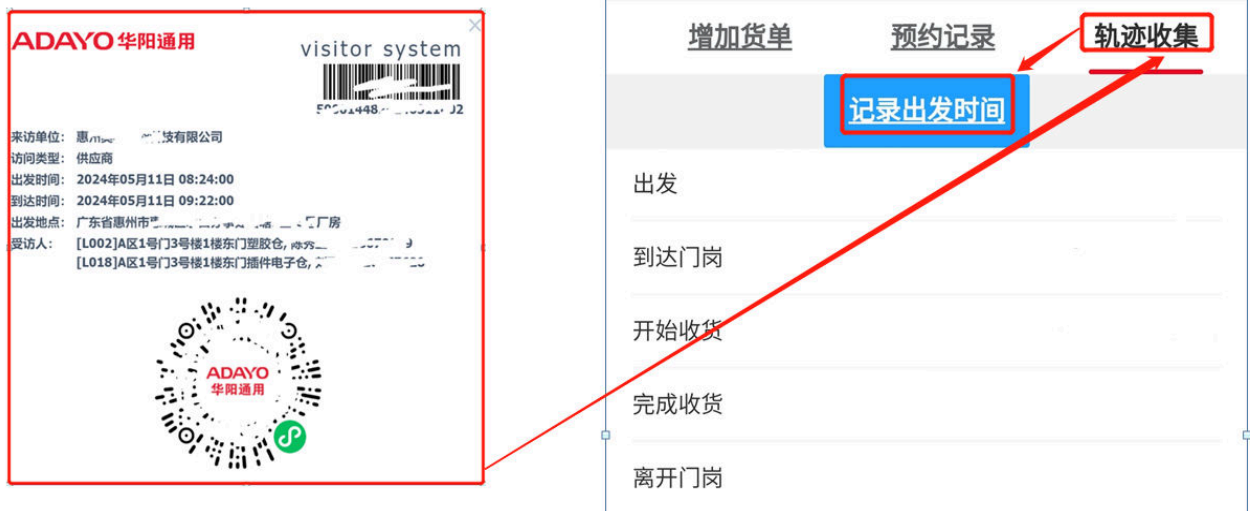 ADAYO 华阳通用
visitor system
来访单位: 惠 技有限公司
访问类型: 供应商
出发时间: 2024年05月11日 08:24:00
到达时间: 2024年05月11日 09:22:00
出发地点: 广东省惠州市 厂房
受访人: [L002]A区1号门3号楼1楼东门塑胶仓,
[L018]A区1号门3号楼1楼东门插件电子仓,
ADAYO
华阳通用
增加货单 预约记录 轨迹收集
记录出发时间
出发
到达门岗
开始收货
完成收货
离开门岗